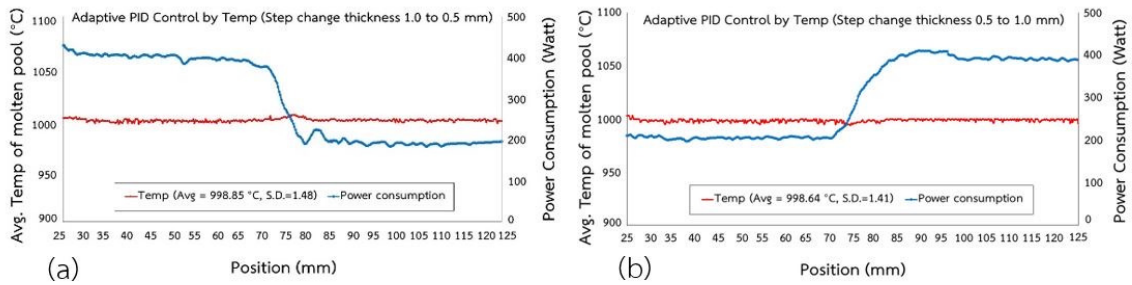 Adaptive PID Control by Temp (Step change thickness 1.0 to 0.5 mm)
Avg. Temp of molten pool (°C)
1100
1050
1000
950
900
500
400
300
200
100
0
Power Consumption (Watt)
Temp (Avg = 998.85 °C, S.D.=1.48)
Power consumption
25 30 35 40 45 50 55 60 65 70 75 80 85 90 95 100 105 110 115 120 125
Position (mm)
(a)
Adaptive PID Control by Temp (Step change thickness 0.5 to 1.0 mm)
Avg. Temp of molten pool (°C)
1100
1050
1000
950
900
500
400
300
200
100
0
Power Consumption (Watt)
Temp (Avg = 998.64 °C, S.D.=1.41)
Power consumption
25 30 35 40 45 50 55 60 65 70 75 80 85 90 95 100 105 110 115 120 125
Position (mm)
(b)